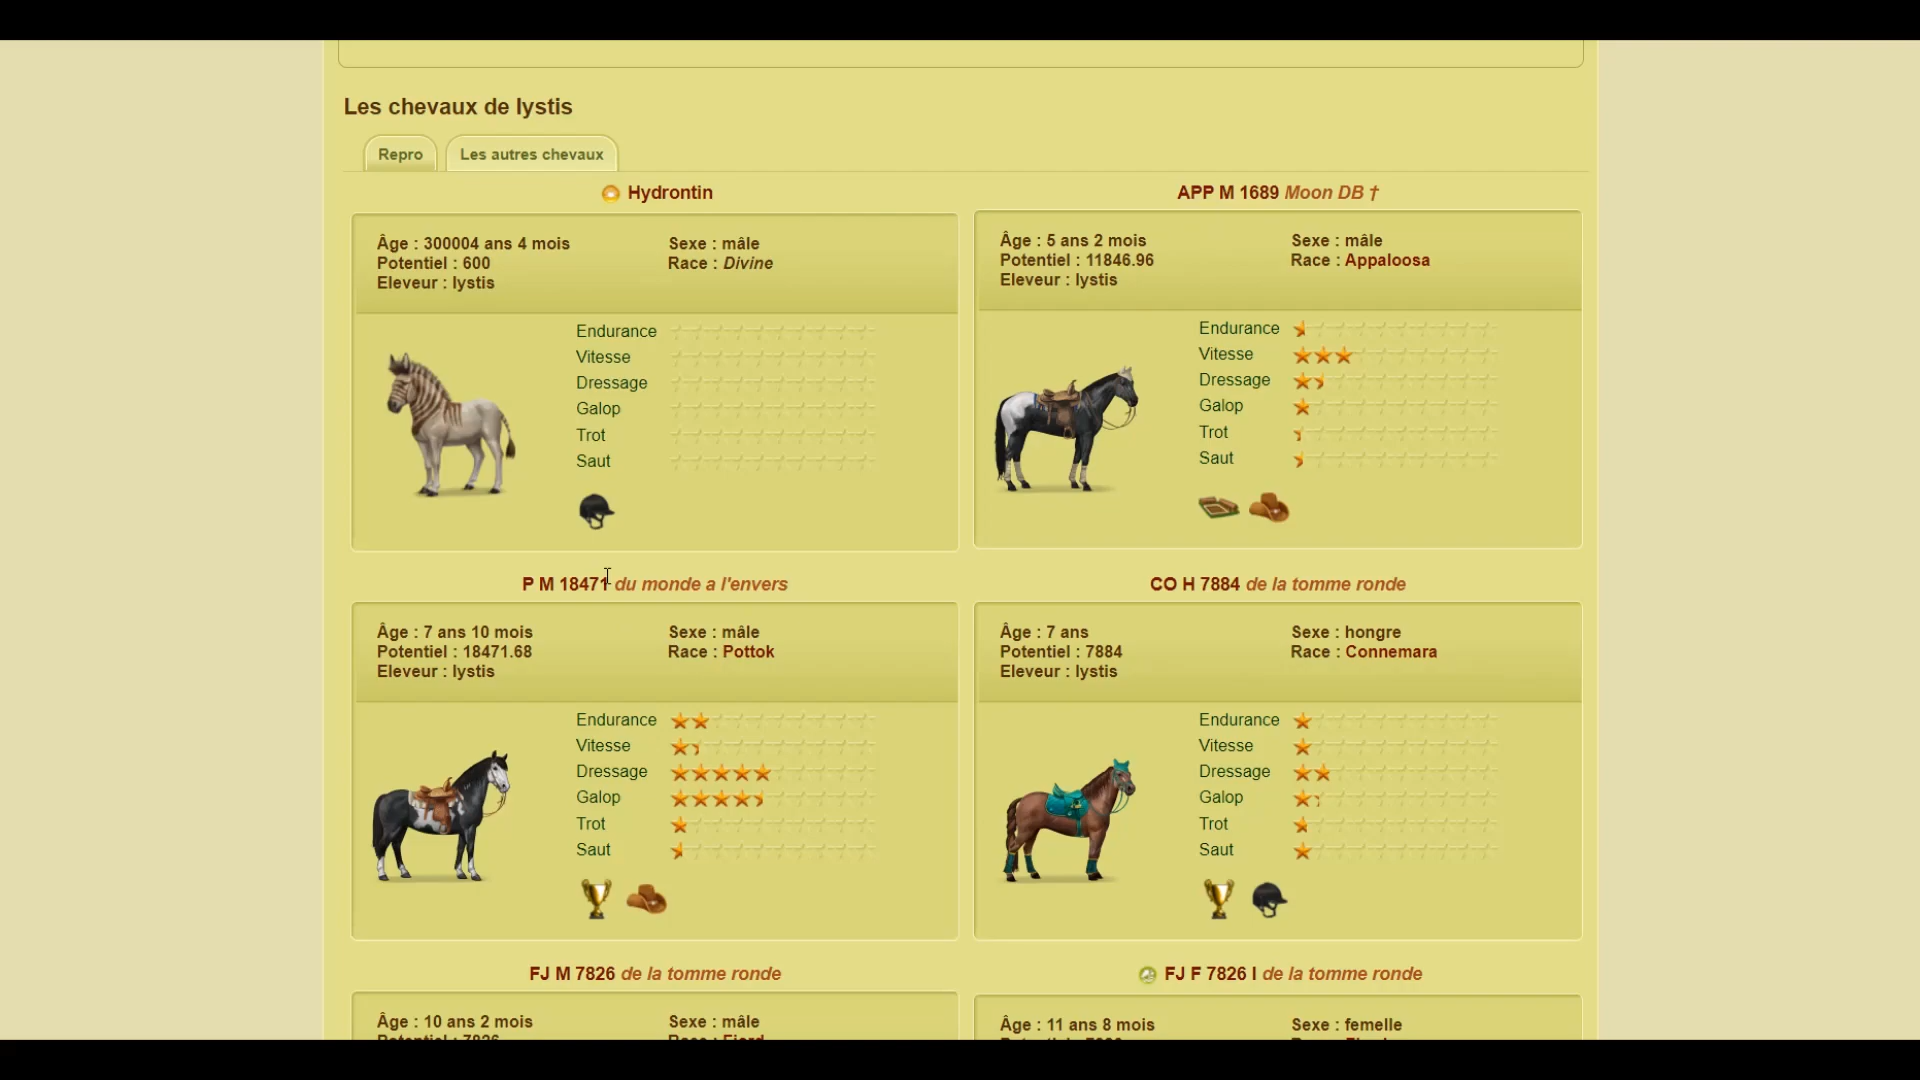 Les chevaux de lystis
Repro
Les autres chevaux
Hydrontin
Âge : 300004 ans 4 mois
Potentiel : 600
Eleveur : lystis
Sexe : mâle
Race : Divine
Endurance
Vitesse
Dressage
Galop
Trot
Saut
APP M 1689 Moon DB †
Âge : 5 ans 2 mois
Potentiel : 11846.96
Eleveur : lystis
Sexe : mâle
Race : Appaloosa
Endurance
Vitesse
Dressage
Galop
Trot
Saut
P M 18471 du monde a l'envers
Âge : 7 ans 10 mois
Potentiel : 18471.68
Eleveur : lystis
Sexe : mâle
Race : Pottok
Endurance
Vitesse
Dressage
Galop
Trot
Saut
CO H 7884 de la tomme ronde
Âge : 7 ans
Potentiel : 7884
Eleveur : lystis
Sexe : hongre
Race : Connemara
Endurance
Vitesse
Dressage
Galop
Trot
Saut
FJ M 7826 de la tomme ronde
Âge : 10 ans 2 mois
Potentiel : 7826
Sexe : mâle
Race : Fjord
FJ F 7826 I de la tomme ronde
Âge : 11 ans 8 mois
Sexe : femelle